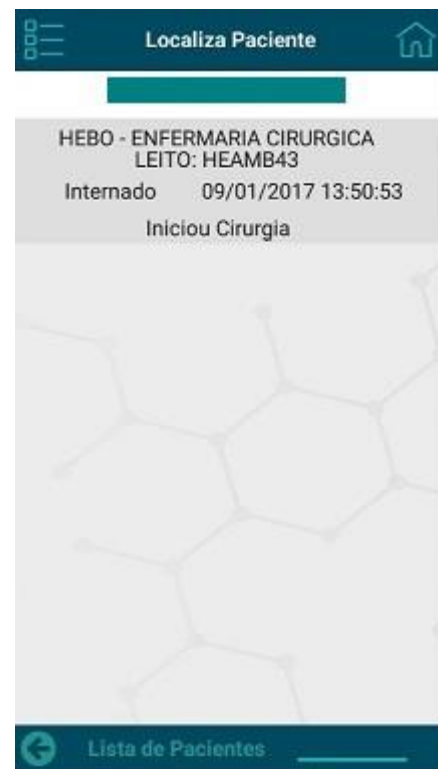 Localiza Paciente
HEBO - ENFERMARIA CIRURGICA
LEITO: HEAMB43
Internado 09/01/2017 13:50:53
Iniciou Cirurgia
Lista de Pacientes